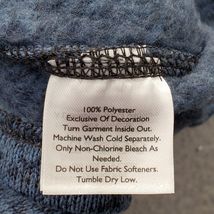 100% Polyester
Exclusive Of Decoration
Turn Garment Inside Out.
Machine Wash Cold Separately.
Only Non-Chlorine Bleach As
Needed.
Do Not Use Fabric Softeners.
Tumble Dry Low.